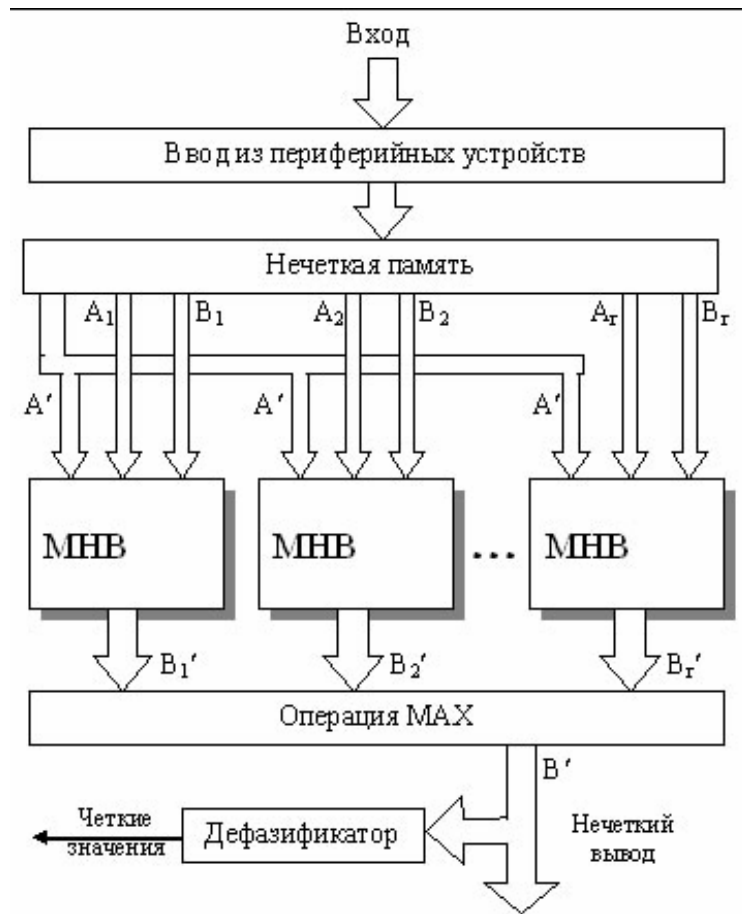 Вход
Ввод из периферийных устройств
Нечеткая память
A1 B1 A2 B2 Ar Br
A′ A′ A′
МНВ МНВ ... МНВ
B1′ B2′ Br′
Операция MAX
B′
Четкие
значения
Дефазификатор
Нечеткий
вывод